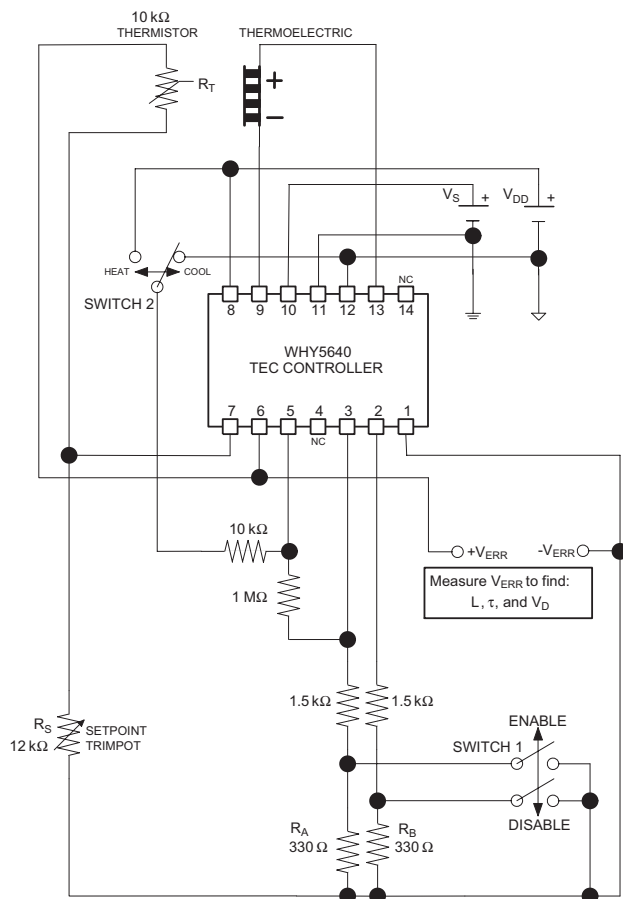 10 kΩ
THERMISTOR
THERMOELECTRIC
R_T
+
−
V_S
+
V_DD
+
HEAT
COOL
SWITCH 2
NC
8 9 10 11 12 13 14
WHY5640
TEC CONTROLLER
7 6 5 4 3 2 1
NC
10 kΩ
+V_ERR
-V_ERR
1 MΩ
Measure V_ERR to find:
L, τ, and V_D
1.5 kΩ
1.5 kΩ
R_S
12 kΩ
SETPOINT
TRIMPOT
ENABLE
SWITCH 1
DISABLE
R_A
330 Ω
R_B
330 Ω